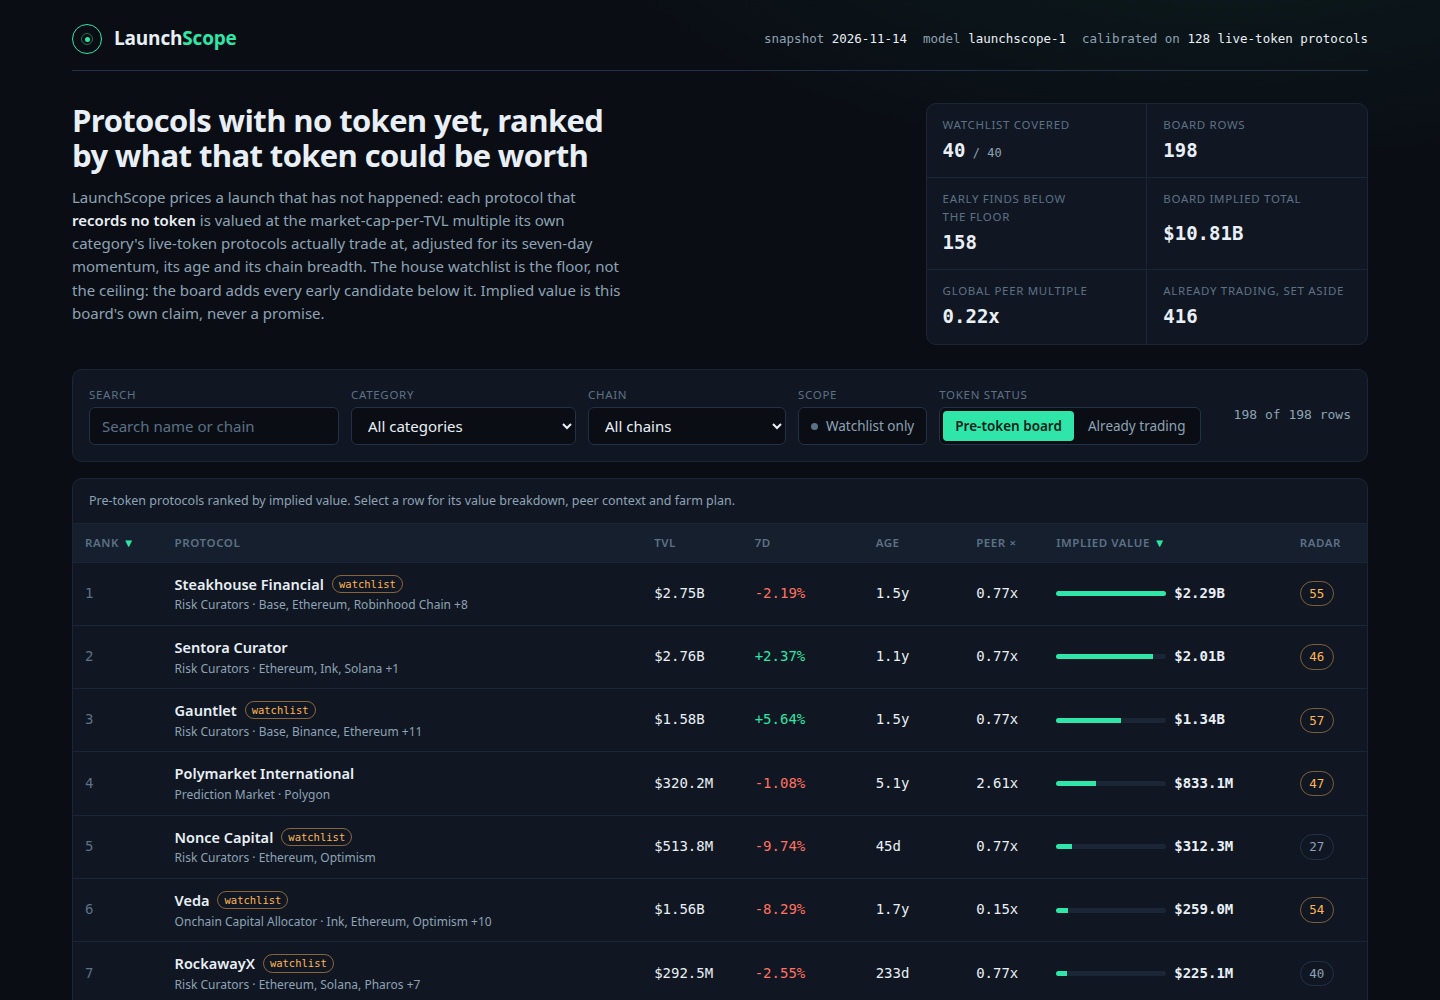 LaunchScope
snapshot 2026-11-14 model launchscope-1 calibrated on 128 live-token protocols
Protocols with no token yet, ranked
by what that token could be worth
LaunchScope prices a launch that has not happened: each protocol that
records no token is valued at the market-cap-per-TVL multiple its own
category's live-token protocols actually trade at, adjusted for its seven-day
momentum, its age and its chain breadth. The house watchlist is the floor, not
the ceiling: the board adds every early candidate below it. Implied value is this
board's own claim, never a promise.
WATCHLIST COVERED
40 / 40
BOARD ROWS
198
EARLY FINDS BELOW
THE FLOOR
158
BOARD IMPLIED TOTAL
$10.81B
GLOBAL PEER MULTIPLE
0.22x
ALREADY TRADING, SET ASIDE
416
SEARCH
Search name or chain
CATEGORY
All categories
CHAIN
All chains
SCOPE
Watchlist only
TOKEN STATUS
Pre-token board Already trading
198 of 198 rows
Pre-token protocols ranked by implied value. Select a row for its value breakdown, peer context and farm plan.
RANK ▼ PROTOCOL TVL 7D AGE PEER × IMPLIED VALUE ▼ RADAR
1 Steakhouse Financial watchlist $2.75B -2.19% 1.5y 0.77x $2.29B 55
Risk Curators · Base, Ethereum, Robinhood Chain +8
2 Sentora Curator $2.76B +2.37% 1.1y 0.77x $2.01B 46
Risk Curators · Ethereum, Ink, Solana +1
3 Gauntlet watchlist $1.58B +5.64% 1.5y 0.77x $1.34B 57
Risk Curators · Base, Binance, Ethereum +11
4 Polymarket International $320.2M -1.08% 5.1y 2.61x $833.1M 47
Prediction Market · Polygon
5 Nonce Capital watchlist $513.8M -9.74% 45d 0.77x $312.3M 27
Risk Curators · Ethereum, Optimism
6 Veda watchlist $1.56B -8.29% 1.7y 0.15x $259.0M 54
Onchain Capital Allocator · Ink, Ethereum, Optimism +10
7 RockawayX watchlist $292.5M -2.55% 233d 0.77x $225.1M 40
Risk Curators · Ethereum, Solana, Pharos +7